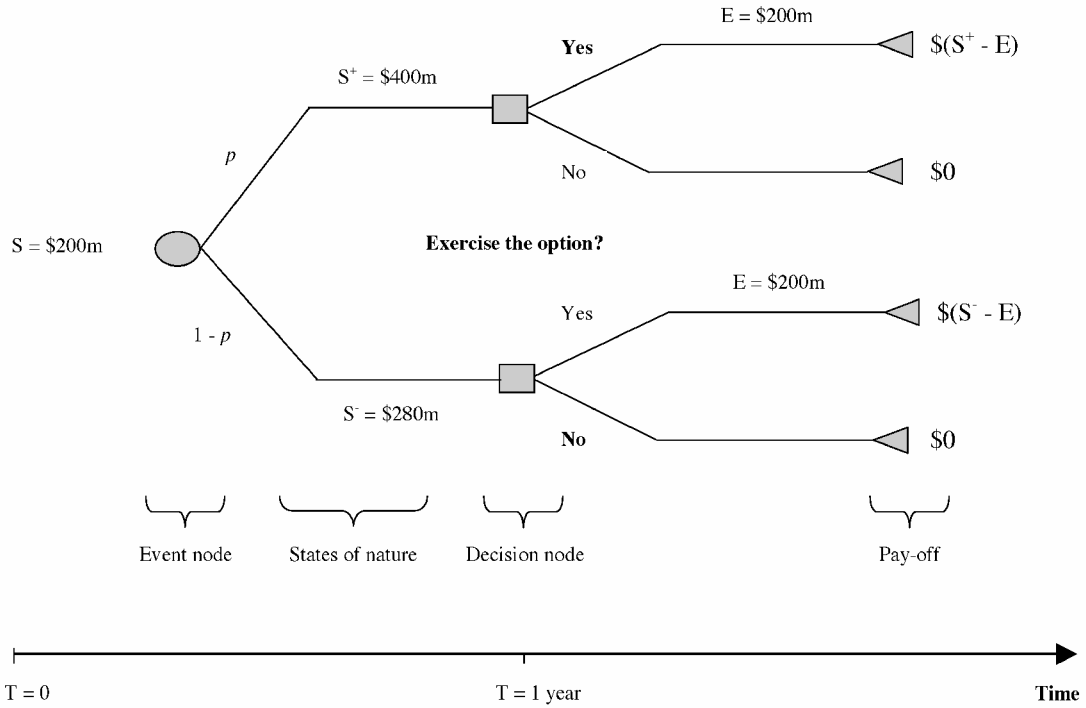 E = $200m
Yes
$(S⁺ - E)
S⁺ = $400m
p
No
$0
S = $200m
Exercise the option?
E = $200m
Yes
$(S⁻ - E)
1 - p
S⁻ = $280m
No
$0
Event node
States of nature
Decision node
Pay-off
T = 0
T = 1 year
Time